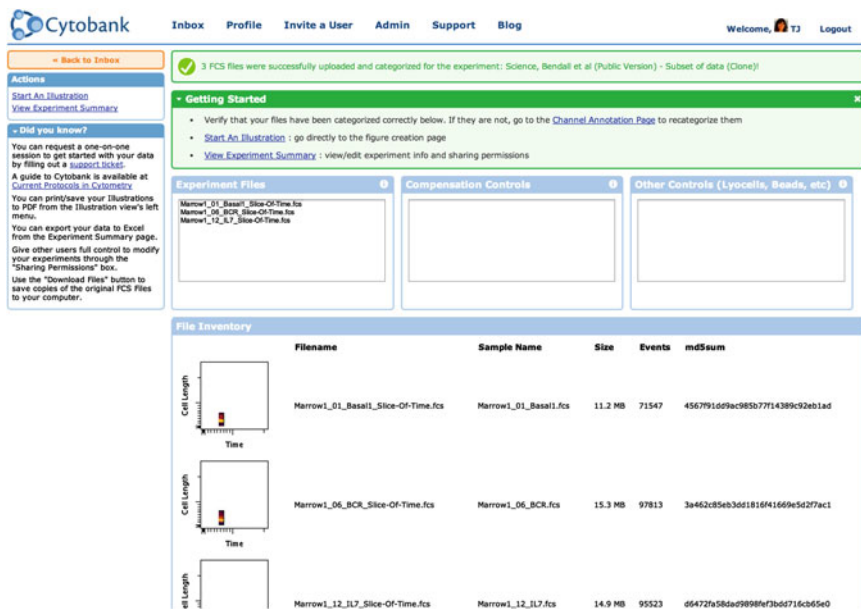 Cytobank
Inbox Profile Invite a User Admin Support Blog
Welcome, TJ Logout
« Back to Inbox
Actions
Start An Illustration
View Experiment Summary
Did you know?
You can request a one-on-one
session to get started with your data
by filling out a support ticket.
A guide to Cytobank is available at
Current Protocols in Cytometry
You can print/save your Illustrations
to PDF from the Illustration view's left
menu.
You can export your data to Excel
from the Experiment Summary page.
Give other users full control to modify
your experiments through the
"Sharing Permissions" box.
Use the "Download Files" button to
save copies of the original FCS Files
to your computer.
3 FCS files were successfully uploaded and categorized for the experiment: Science, Bendall et al (Public Version) - Subset of data (Clone)!
Getting Started x
• Verify that your files have been categorized correctly below. If they are not, go to the Channel Annotation Page to recategorize them
• Start An Illustration : go directly to the figure creation page
• View Experiment Summary : view/edit experiment info and sharing permissions
Experiment Files
Marrow1_01_Basal1_Slice-Of-Time.fcs
Marrow1_06_BCR_Slice-Of-Time.fcs
Marrow1_12_IL7_Slice-Of-Time.fcs
Compensation Controls
Other Controls (Lyocells, Beads, etc)
File Inventory
Filename Sample Name Size Events md5sum
Cell Length
Time
Marrow1_01_Basal1_Slice-Of-Time.fcs Marrow1_01_Basal1.fcs 11.2 MB 71547 4567f91dd9ac985b77f14389c92eb1ad
Cell Length
Time
Marrow1_06_BCR_Slice-Of-Time.fcs Marrow1_06_BCR.fcs 15.3 MB 97813 3a462c85eb3dd1816f41669e5d2f7ac1
ell Length
Marrow1_12_IL7_Slice-Of-Time.fcs Marrow1_12_IL7.fcs 14.9 MB 95523 d6472fa58dad9898fef3bdd716cb65e0